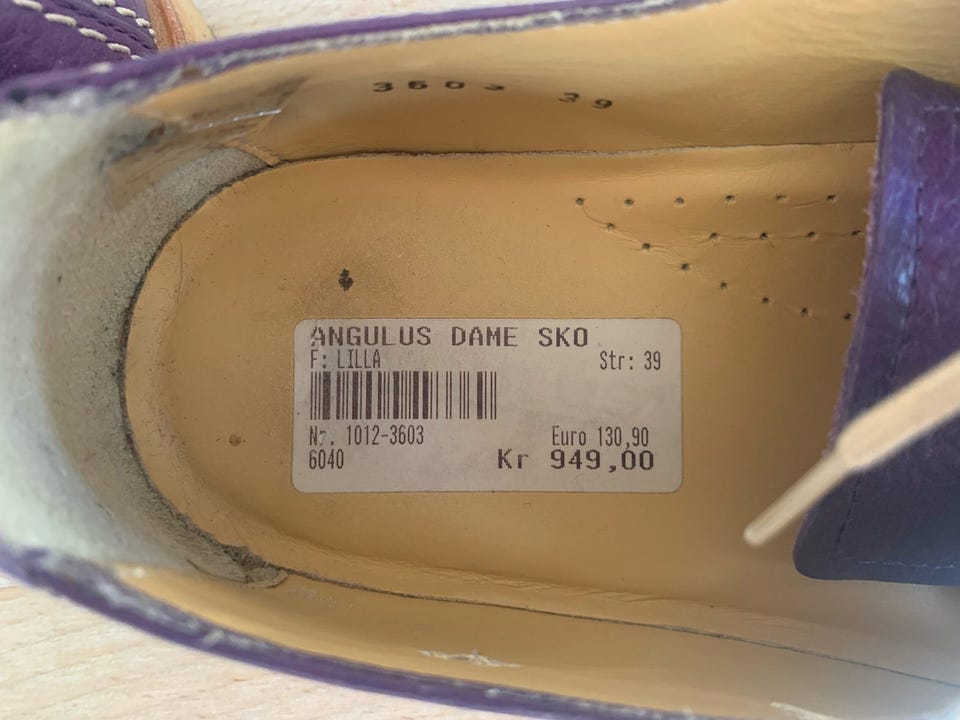 3603 39
ANGULUS DAME SKO
F: LILLA Str: 39
Nr. 1012-3603 Euro 130,90
6040 Kr 949,00